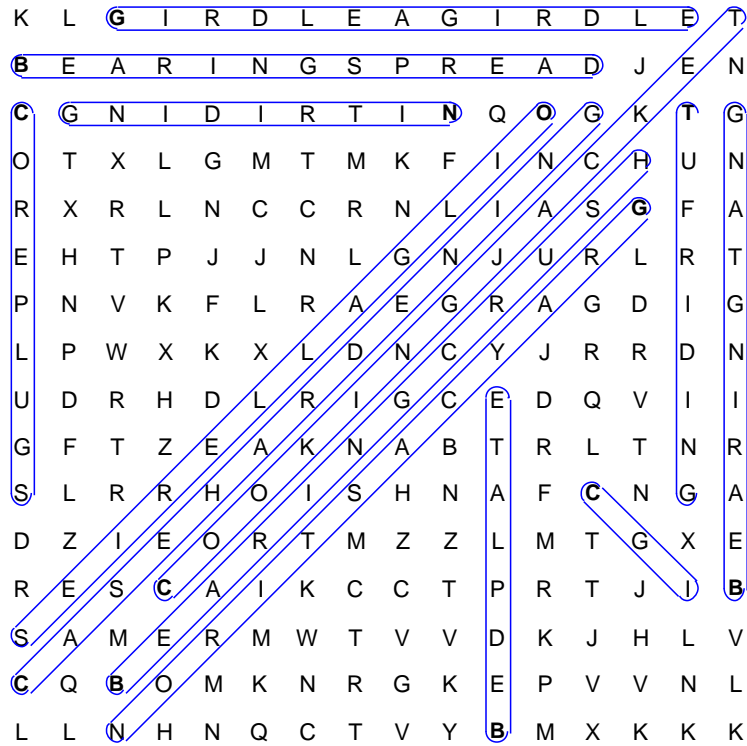 K L G I R D L E A G I R D L E T
B E A R I N G S P R E A D J E N
C G N I D I R T I N Q O G K T G
O T X L G M T M K F I N C H U N
R X R L N C C R N L I A S G F A
E H T P J J N L G N J U R L R T
P N V K F L R A E G R A G D I G
L P W X K X L D N C Y J R R D N
U D R H D L R I G C E D Q V I I
G F T Z E A K N A B T R L T N R
S L R R H O I S H N A F C N G A
D Z I E O R T M Z Z L M T G X E
R E S C A I K C C T P R T J I B
S A M E R M W T V V D K J H L V
C Q B O M K N R G K E P V V N L
L L N H N Q C T V Y B M X K K K